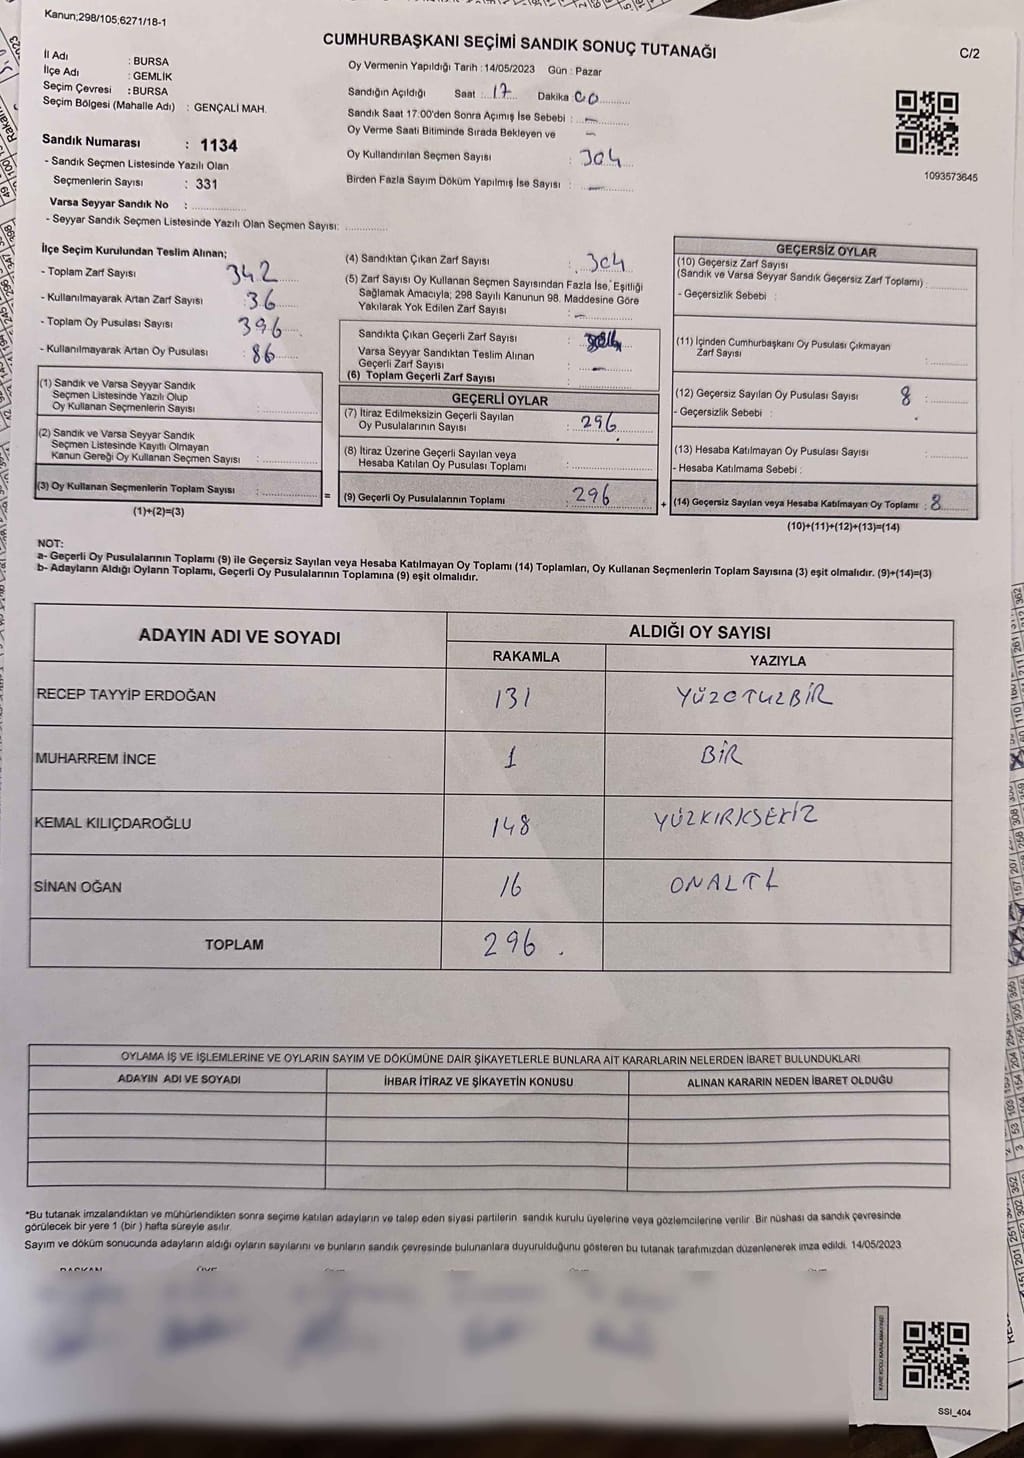 Kanun;298/105;6271/18-1
CUMHURBAŞKANI SEÇİMİ SANDIK SONUÇ TUTANAĞI
C/2
İl Adı : BURSA
İlçe Adı : GEMLİK
Seçim Çevresi : BURSA
Seçim Bölgesi (Mahalle Adı) : GENÇALİ MAH.
Sandık Numarası : 1134
- Sandık Seçmen Listesinde Yazılı Olan
Seçmenlerin Sayısı : 331
Varsa Seyyar Sandık No :
- Seyyar Sandık Seçmen Listesinde Yazılı Olan Seçmen Sayısı:
Oy Vermenin Yapıldığı Tarih : 14/05/2023 Gün : Pazar
Sandığın Açıldığı Saat : 17 Dakika 00
Sandık Saat 17:00'den Sonra Açımış İse Sebebi : -
Oy Verme Saati Bitiminde Sırada Bekleyen ve -
Oy Kullandırılan Seçmen Sayısı : 304
Birden Fazla Sayım Döküm Yapılmış İse Sayısı : -
1093573645
İlçe Seçim Kurulundan Teslim Alınan;
- Toplam Zarf Sayısı 342
- Kullanılmayarak Artan Zarf Sayısı : 36
- Toplam Oy Pusulası Sayısı 396
- Kullanılmayarak Artan Oy Pusulası : 86
(1) Sandık ve Varsa Seyyar Sandık
Seçmen Listesinde Yazılı Olup
Oy Kullanan Seçmenlerin Sayısı :
(2) Sandık ve Varsa Seyyar Sandık
Seçmen Listesinde Kayıtlı Olmayan
Kanun Gereği Oy Kullanan Seçmen Sayısı :
(3) Oy Kullanan Seçmenlerin Toplam Sayısı :
(1)+(2)=(3)
(4) Sandıktan Çıkan Zarf Sayısı : 304
(5) Zarf Sayısı Oy Kullanan Seçmen Sayısından Fazla İse, Eşitliği
Sağlamak Amacıyla; 298 Sayılı Kanunun 98. Maddesine Göre
Yakılarak Yok Edilen Zarf Sayısı : -
Sandıkta Çıkan Geçerli Zarf Sayısı :
Varsa Seyyar Sandıktan Teslim Alınan
Geçerli Zarf Sayısı : -
(6) Toplam Geçerli Zarf Sayısı :
GEÇERLİ OYLAR
(7) İtiraz Edilmeksizin Geçerli Sayılan
Oy Pusulalarının Sayısı : 296
(8) İtiraz Üzerine Geçerli Sayılan veya
Hesaba Katılan Oy Pusulası Toplamı :
= (9) Geçerli Oy Pusulalarının Toplamı : 296
GEÇERSİZ OYLAR
(10) Geçersiz Zarf Sayısı
(Sandık ve Varsa Seyyar Sandık Geçersiz Zarf Toplamı) :
- Geçersizlik Sebebi :
(11) İçinden Cumhurbaşkanı Oy Pusulası Çıkmayan
Zarf Sayısı :
(12) Geçersiz Sayılan Oy Pusulası Sayısı 8 :
- Geçersizlik Sebebi :
(13) Hesaba Katılmayan Oy Pusulası Sayısı :
- Hesaba Katılmama Sebebi :
+ (14) Geçersiz Sayılan veya Hesaba Katılmayan Oy Toplamı : 8
(10)+(11)+(12)+(13)=(14)
NOT:
a- Geçerli Oy Pusulalarının Toplamı (9) ile Geçersiz Sayılan veya Hesaba Katılmayan Oy Toplamı (14) Toplamları, Oy Kullanan Seçmenlerin Toplam Sayısına (3) eşit olmalıdır. (9)+(14)=(3)
b- Adayların Aldığı Oyların Toplamı, Geçerli Oy Pusulalarının Toplamına (9) eşit olmalıdır.
ADAYIN ADI VE SOYADI ALDIĞI OY SAYISI
RAKAMLA YAZIYLA
RECEP TAYYİP ERDOĞAN 131 YÜZOTUZBİR
MUHARREM İNCE 1 BİR
KEMAL KILIÇDAROĞLU 148 YÜZKIRKSEKİZ
SİNAN OĞAN 16 ONALTI
TOPLAM 296 .
OYLAMA İŞ VE İŞLEMLERİNE VE OYLARIN SAYIM VE DÖKÜMÜNE DAİR ŞİKAYETLERLE BUNLARA AİT KARARLARIN NELERDEN İBARET BULUNDUKLARI
ADAYIN ADI VE SOYADI İHBAR İTİRAZ VE ŞİKAYETİN KONUSU ALINAN KARARIN NEDEN İBARET OLDUĞU
*Bu tutanak imzalandıktan ve mühürlendikten sonra seçime katılan adayların ve talep eden siyasi partilerin sandık kurulu üyelerine veya gözlemcilerine verilir. Bir nüshası da sandık çevresinde
görülecek bir yere 1 (bir ) hafta süreyle asılır.
Sayım ve döküm sonucunda adayların aldığı oyların sayılarını ve bunların sandık çevresinde bulunanlara duyurulduğunu gösteren bu tutanak tarafımızdan düzenlenerek imza edildi. 14/05/2023
BAŞKAN ÜYE
KARE KODU KARALAMAYINIZ!
SSI_404